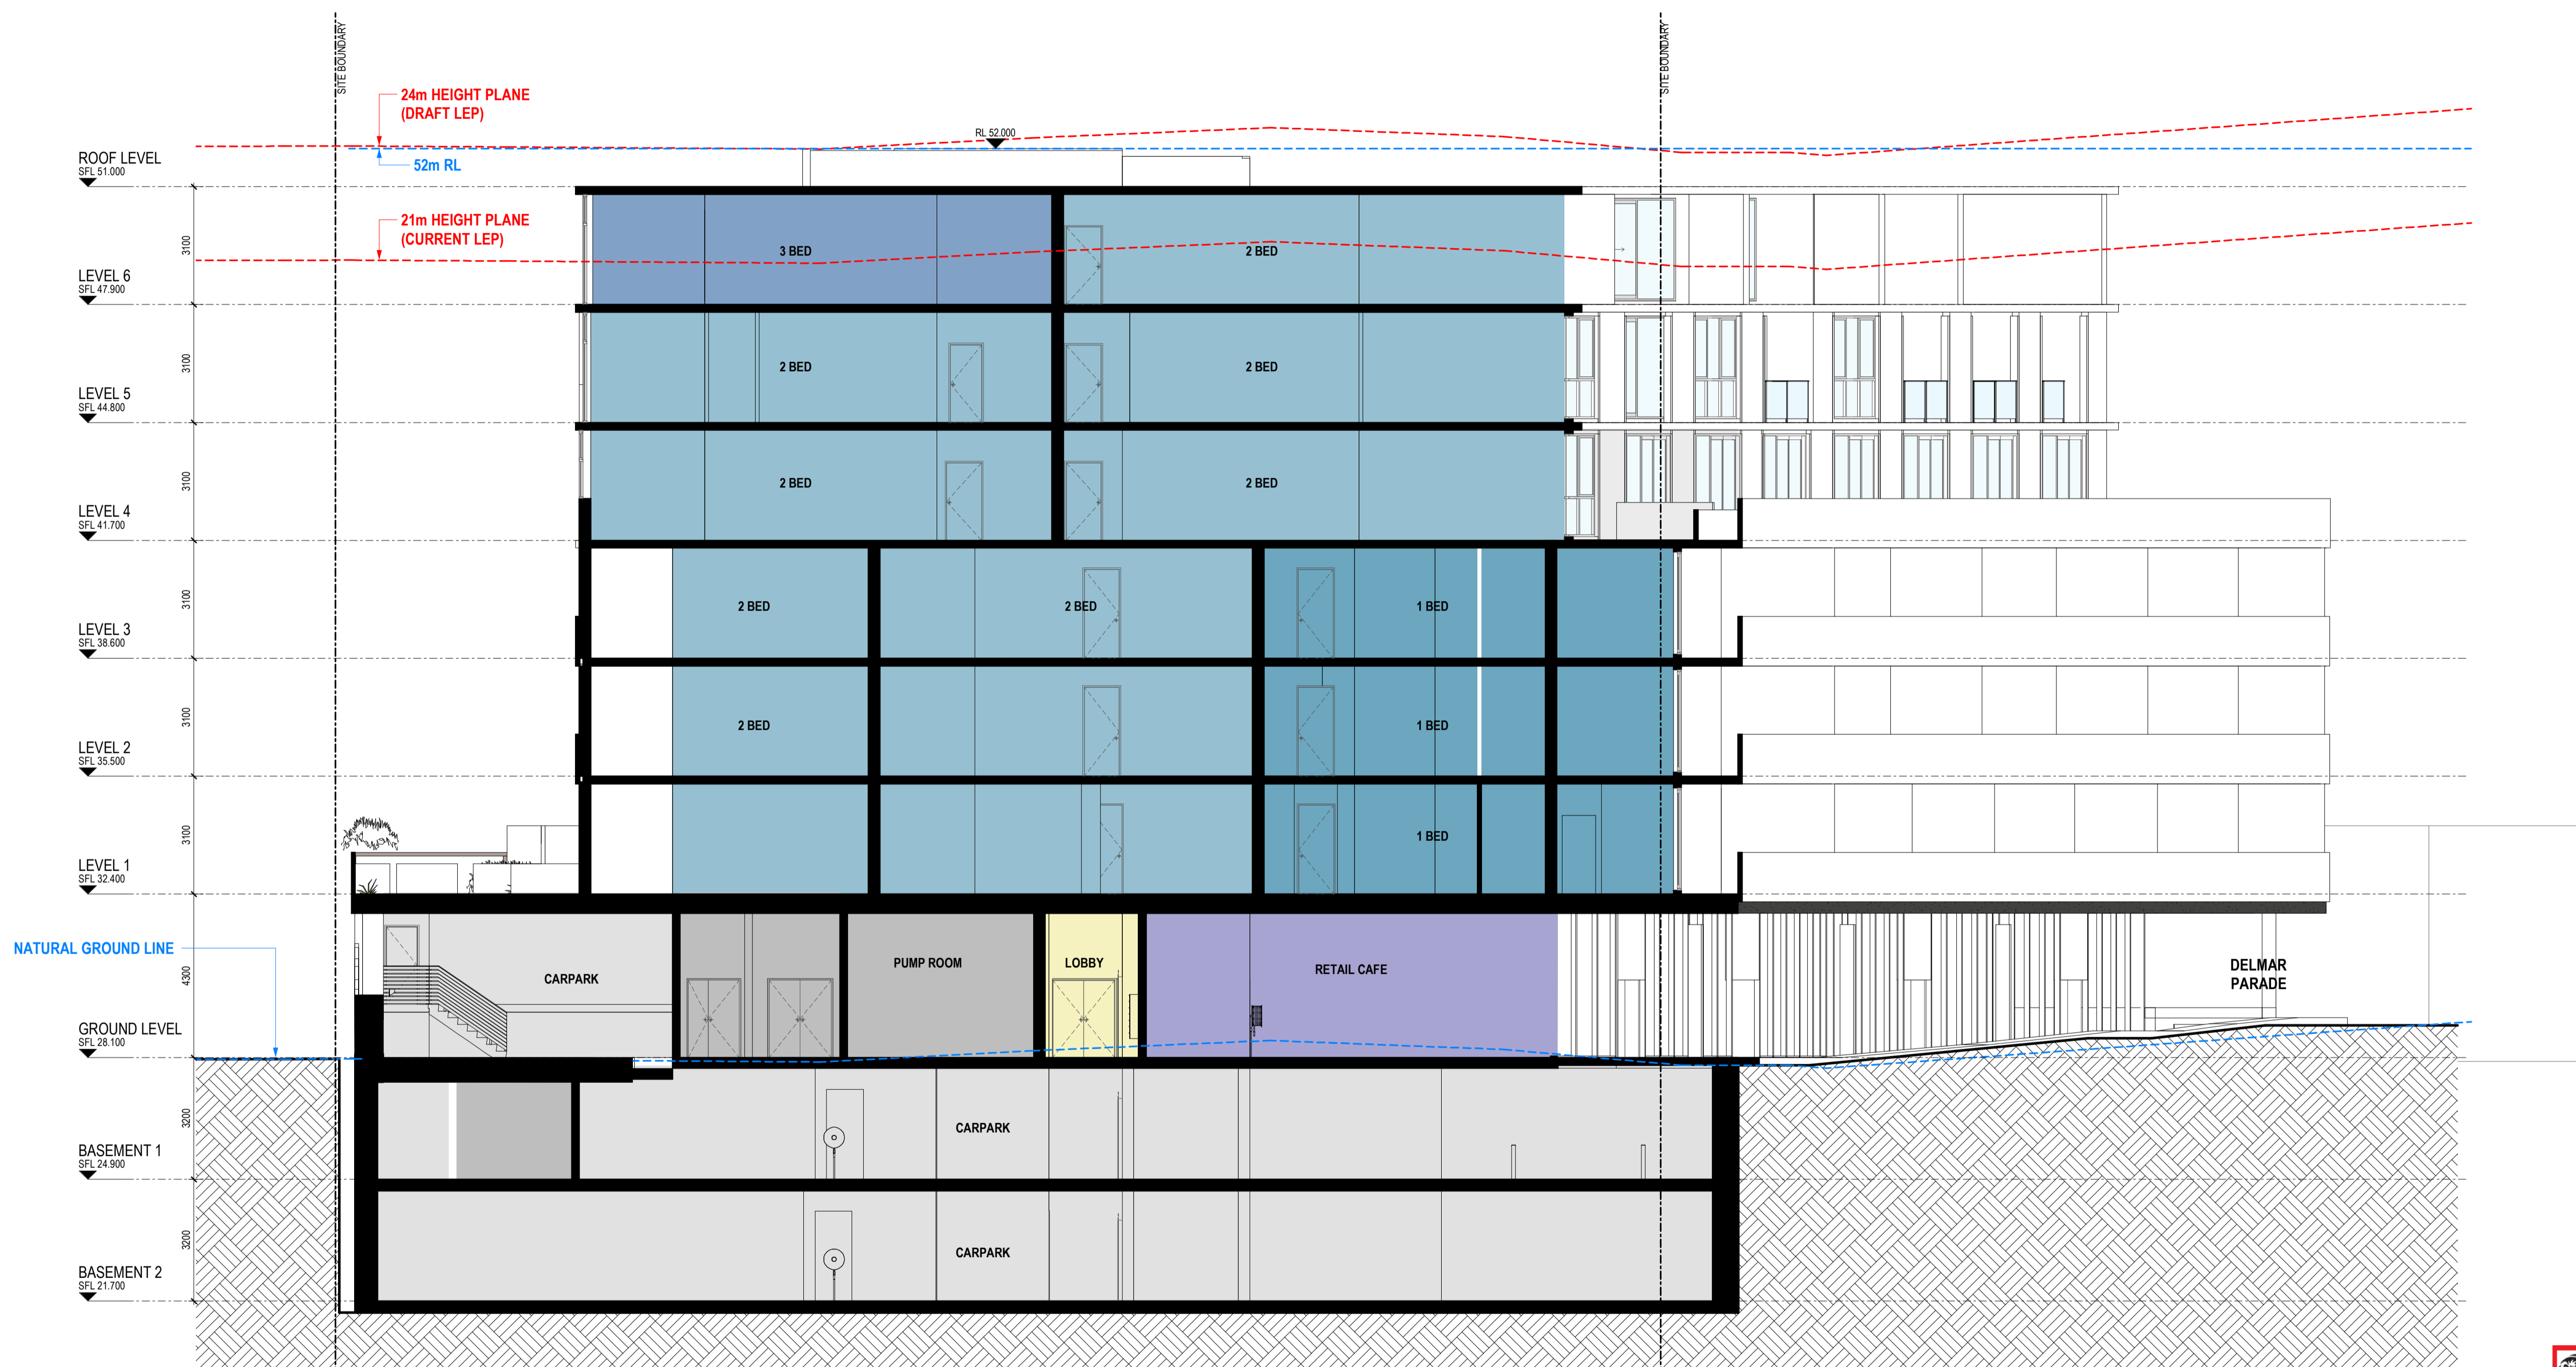 SITE BOUNDARY
SITE BOUNDARY
24m HEIGHT PLANE
(DRAFT LEP)
RL 52.000
52m RL
ROOF LEVEL
SFL 51.000
21m HEIGHT PLANE
(CURRENT LEP)
3100
3 BED
2 BED
LEVEL 6
SFL 47.900
3100
2 BED
2 BED
LEVEL 5
SFL 44.800
3100
2 BED
2 BED
LEVEL 4
SFL 41.700
3100
2 BED
2 BED
1 BED
LEVEL 3
SFL 38.600
3100
2 BED
1 BED
LEVEL 2
SFL 35.500
3100
1 BED
LEVEL 1
SFL 32.400
NATURAL GROUND LINE
4300
CARPARK
PUMP ROOM
LOBBY
RETAIL CAFE
DELMAR
PARADE
GROUND LEVEL
SFL 28.100
3200
CARPARK
BASEMENT 1
SFL 24.900
3200
CARPARK
BASEMENT 2
SFL 21.700